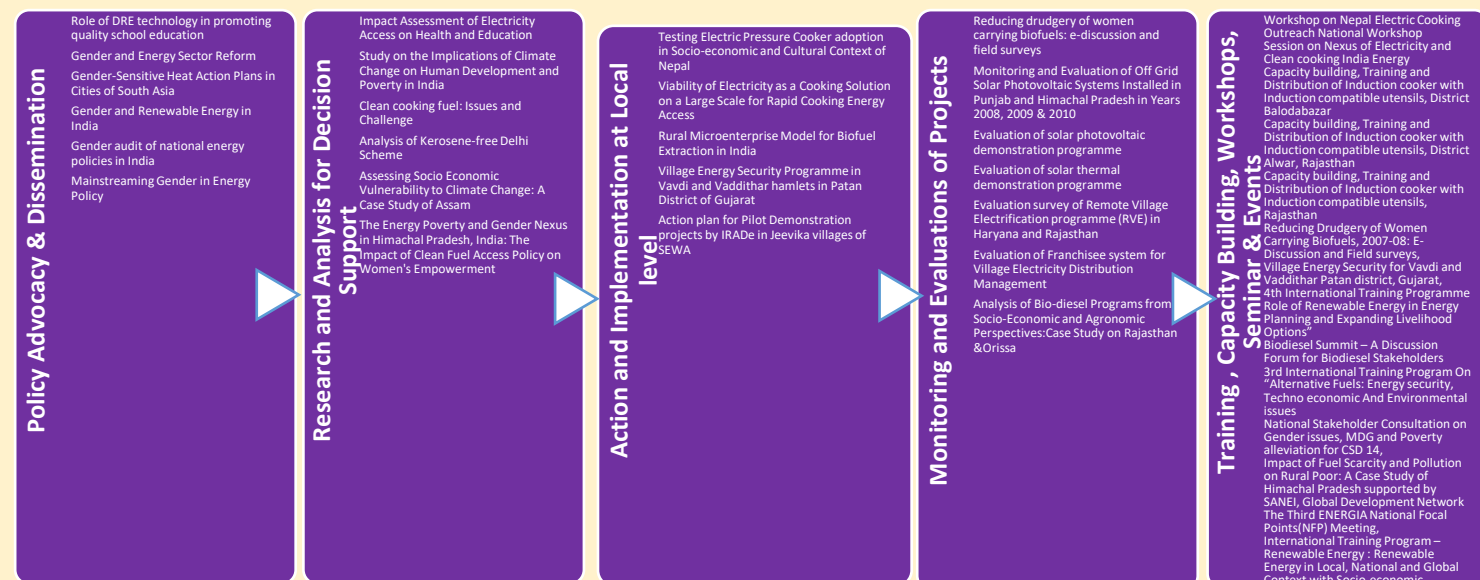 Policy Advocacy & Dissemination
Role of DRE technology in promoting
quality school education
Gender and Energy Sector Reform
Gender-Sensitive Heat Action Plans in
Cities of South Asia
Gender and Renewable Energy in
India
Gender audit of national energy
policies in India
Mainstreaming Gender in Energy
Policy
Research and Analysis for Decision
Support
Impact Assessment of Electricity
Access on Health and Education
Study on the Implications of Climate
Change on Human Development and
Poverty in India
Clean cooking fuel: Issues and
Challenge
Analysis of Kerosene-free Delhi
Scheme
Assessing Socio Economic
Vulnerability to Climate Change: A
Case Study of Assam
The Energy Poverty and Gender Nexus
in Himachal Pradesh, India: The
Impact of Clean Fuel Access Policy on
Women's Empowerment
Action and Implementation at Local
level
Testing Electric Pressure Cooker adoption
in Socio-economic and Cultural Context of
Nepal
Viability of Electricity as a Cooking Solution
on a Large Scale for Rapid Cooking Energy
Access
Rural Microenterprise Model for Biofuel
Extraction in India
Village Energy Security Programme in
Vavdi and Vaddithar hamlets in Patan
District of Gujarat
Action plan for Pilot Demonstration
projects by IRADe in Jeevika villages of
SEWA
Monitoring and Evaluations of Projects
Reducing drudgery of women
carrying biofuels: e-discussion and
field surveys
Monitoring and Evaluation of Off Grid
Solar Photovoltaic Systems Installed in
Punjab and Himachal Pradesh in Years
2008, 2009 & 2010
Evaluation of solar photovoltaic
demonstration programme
Evaluation of solar thermal
demonstration programme
Evaluation survey of Remote Village
Electrification programme (RVE) in
Haryana and Rajasthan
Evaluation of Franchisee system for
Village Electricity Distribution
Management
Analysis of Bio-diesel Programs from
Socio-Economic and Agronomic
Perspectives:Case Study on Rajasthan
&Orissa
Training , Capacity Building, Workshops,
Seminar & Events
Workshop on Nepal Electric Cooking
Outreach National Workshop
Session on Nexus of Electricity and
Clean cooking India Energy
Capacity building, Training and
Distribution of Induction cooker with
Induction compatible utensils, District
Balodabazar
Capacity building, Training and
Distribution of Induction cooker with
Induction compatible utensils, District
Alwar, Rajasthan
Capacity building, Training and
Distribution of Induction cooker with
Induction compatible utensils,
Rajasthan
Reducing Drudgery of Women
Carrying Biofuels, 2007-08: E-
Discussion and Field surveys,
Village Energy Security for Vavdi and
Vaddithar Patan district, Gujarat,
4th International Training Programme
Role of Renewable Energy in Energy
Planning and Expanding Livelihood
Options”
Biodiesel Summit – A Discussion
Forum for Biodiesel Stakeholders
3rd International Training Program On
“Alternative Fuels: Energy security,
Techno economic And Environmental
issues
National Stakeholder Consultation on
Gender issues, MDG and Poverty
alleviation for CSD 14,
Impact of Fuel Scarcity and Pollution
on Rural Poor: A Case Study of
Himachal Pradesh supported by
SANEI, Global Development Network
The Third ENERGIA National Focal
Points(NFP) Meeting,
International Training Program –
Renewable Energy : Renewable
Energy in Local, National and Global
Context with Socio-economic